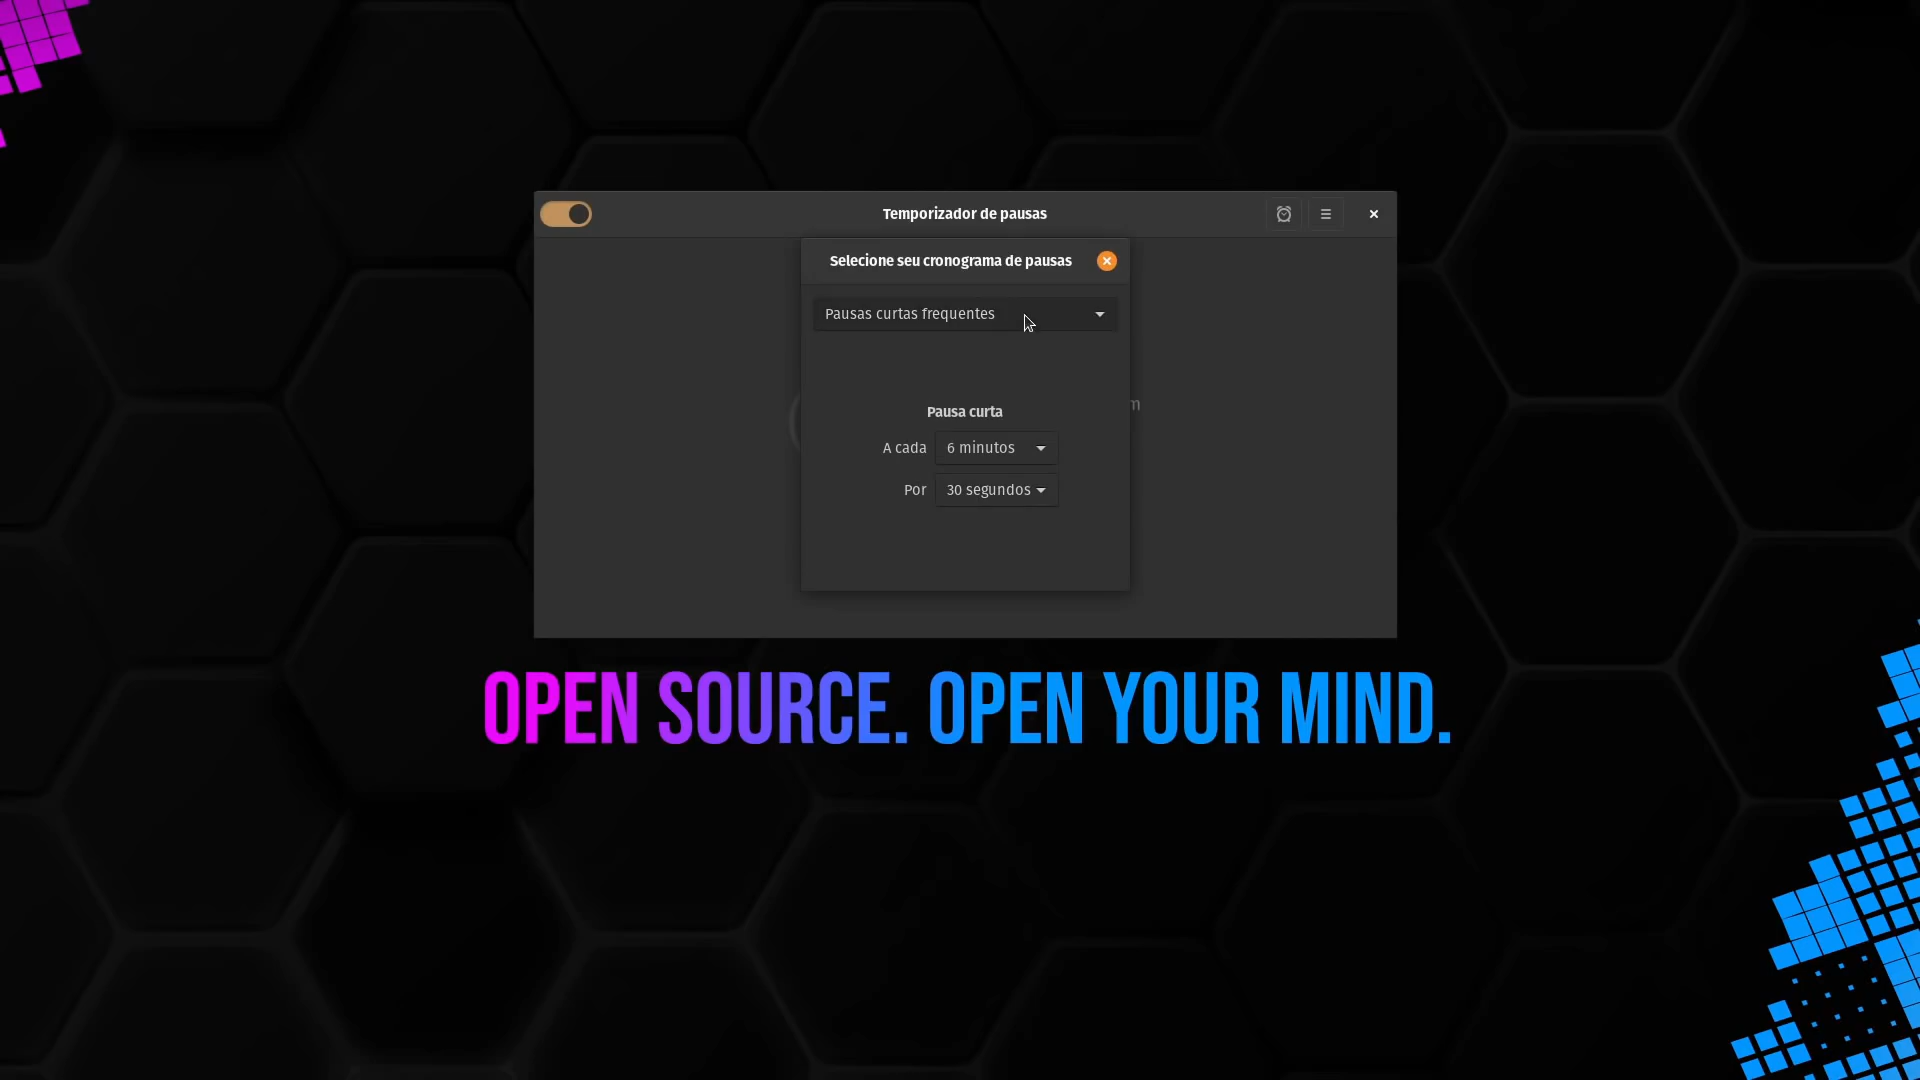 Temporizador de pausas
Selecione seu cronograma de pausas
Pausas curtas frequentes
m
Pausa curta
A cada 6 minutos
Por 30 segundos
OPEN SOURCE. OPEN YOUR MIND.